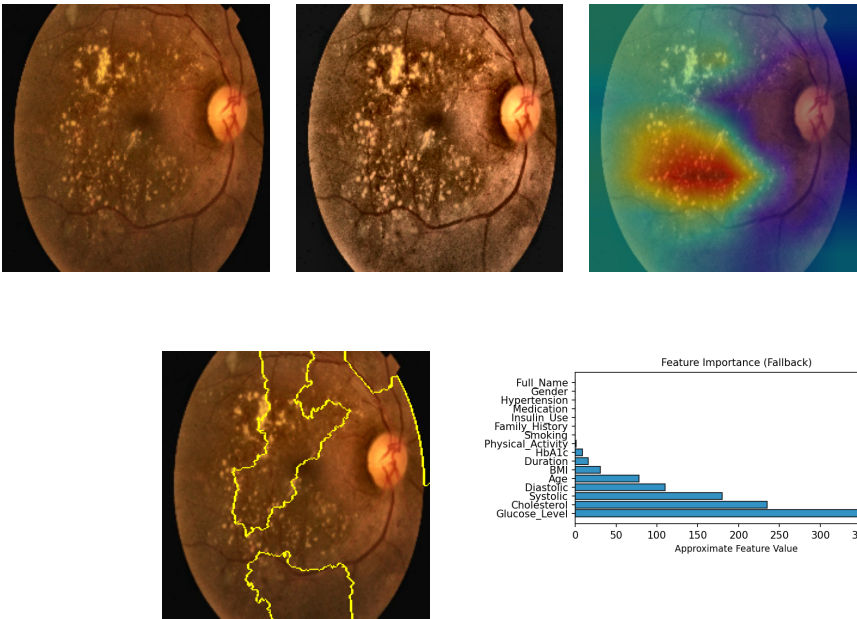 Feature Importance (Fallback)
Full_Name
Gender
Hypertension
Medication
Insulin_Use
Family_History
Smoking
Physical_Activity
HbA1c
Duration
BMI
Age
Diastolic
Systolic
Cholesterol
Glucose_Level
0 50 100 150 200 250 300
Approximate Feature Value